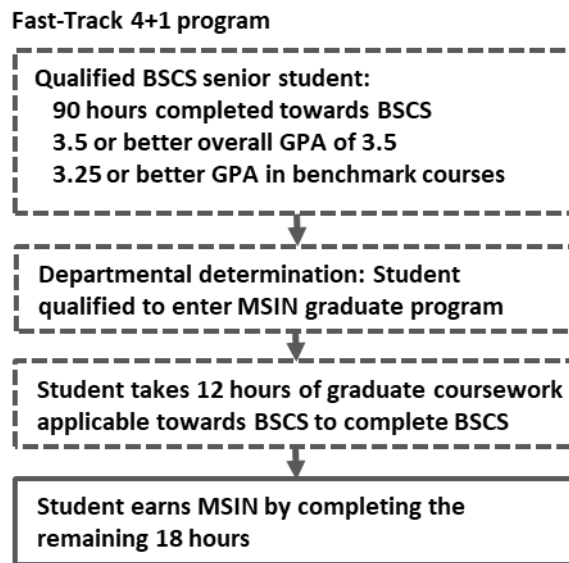 Fast-Track 4+1 program
Qualified BSCS senior student:
90 hours completed towards BSCS
3.5 or better overall GPA of 3.5
3.25 or better GPA in benchmark courses
Departmental determination: Student
qualified to enter MSIN graduate program
Student takes 12 hours of graduate coursework
applicable towards BSCS to complete BSCS
Student earns MSIN by completing the
remaining 18 hours